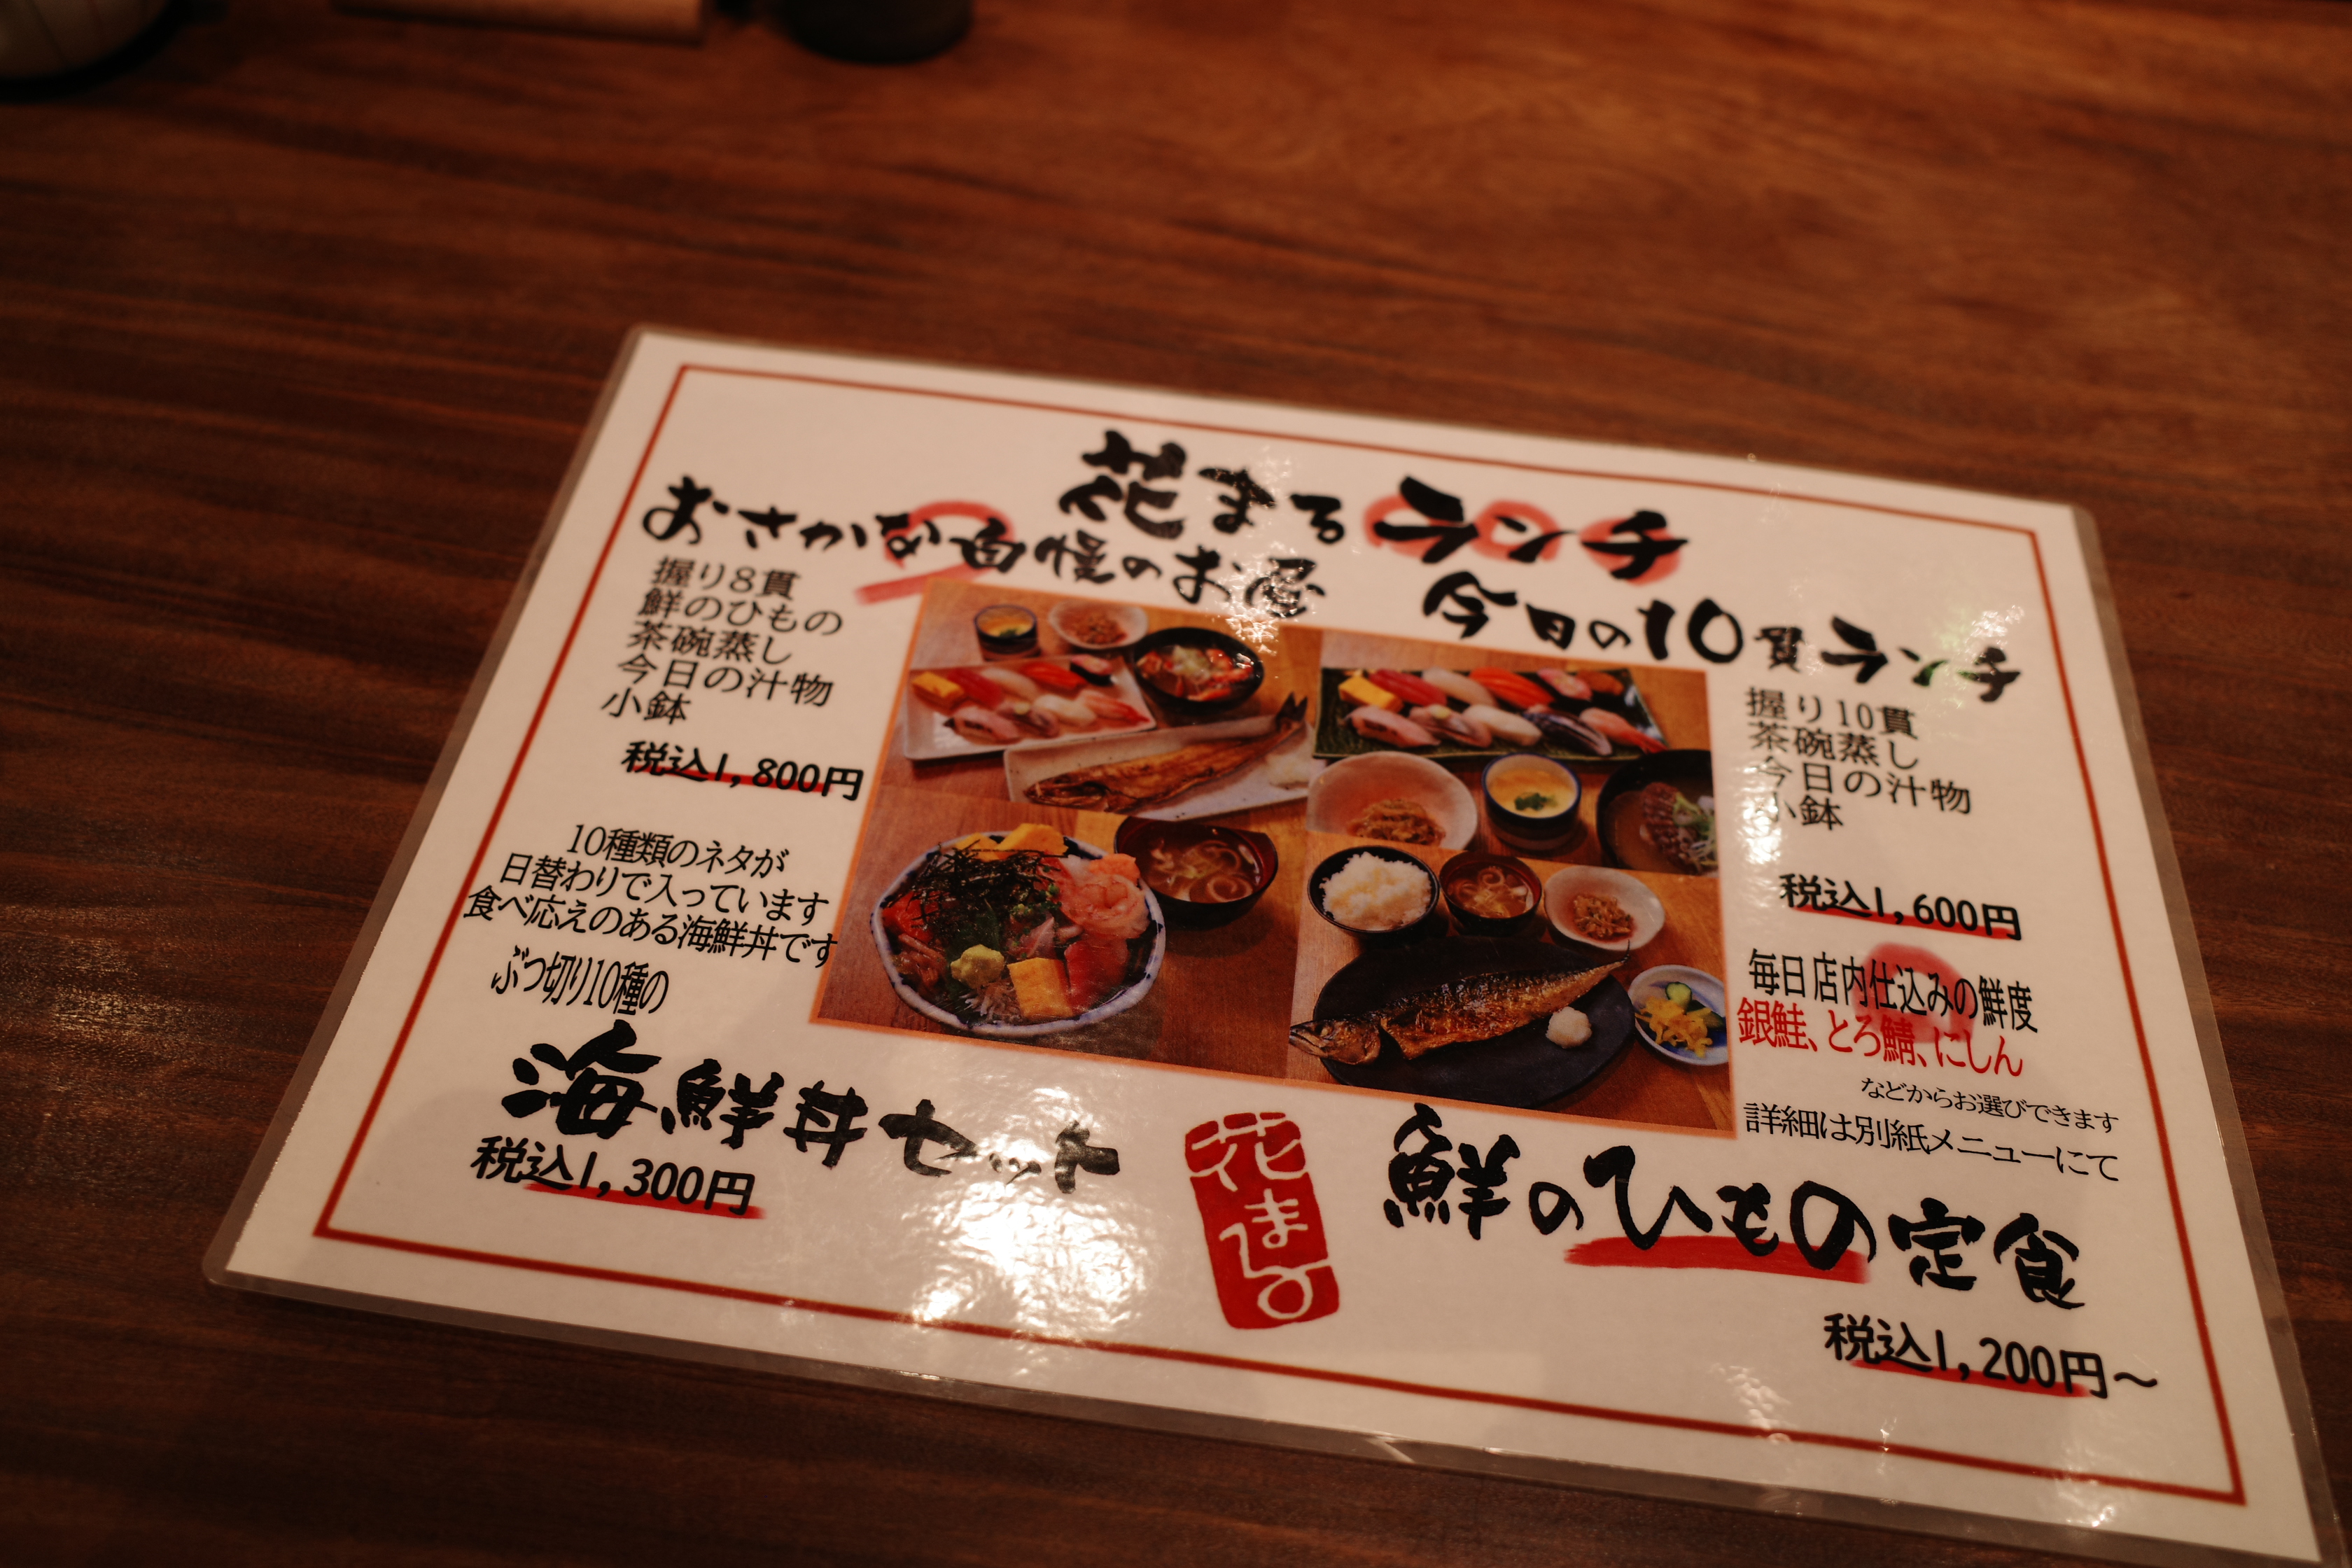 花まるランチ
おさかな自慢のお昼
握り8貫
鮮のひもの
茶碗蒸し
今日の汁物
小鉢
税込1,800円
今日の10貫ランチ
握り10貫
茶碗蒸し
今日の汁物
小鉢
税込1,600円
10種類のネタが
日替わりで入っています
食べ応えのある海鮮丼です
ぶつ切り10種の
海鮮丼セット
税込1,300円
毎日店内仕込みの鮮度
銀鮭、とろ鯖、にしん
などからお選びできます
詳細は別紙メニューにて
鮮のひもの定食
税込1,200円～
花まる